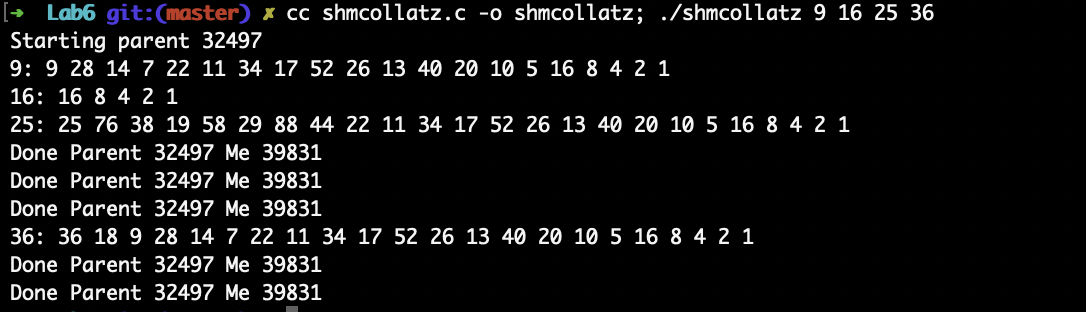 [➜ Lab6 git:(master) ✗ cc shmcollatz.c -o shmcollatz; ./shmcollatz 9 16 25 36
Starting parent 32497
9: 9 28 14 7 22 11 34 17 52 26 13 40 20 10 5 16 8 4 2 1
16: 16 8 4 2 1
25: 25 76 38 19 58 29 88 44 22 11 34 17 52 26 13 40 20 10 5 16 8 4 2 1
Done Parent 32497 Me 39831
Done Parent 32497 Me 39831
Done Parent 32497 Me 39831
36: 36 18 9 28 14 7 22 11 34 17 52 26 13 40 20 10 5 16 8 4 2 1
Done Parent 32497 Me 39831
Done Parent 32497 Me 39831